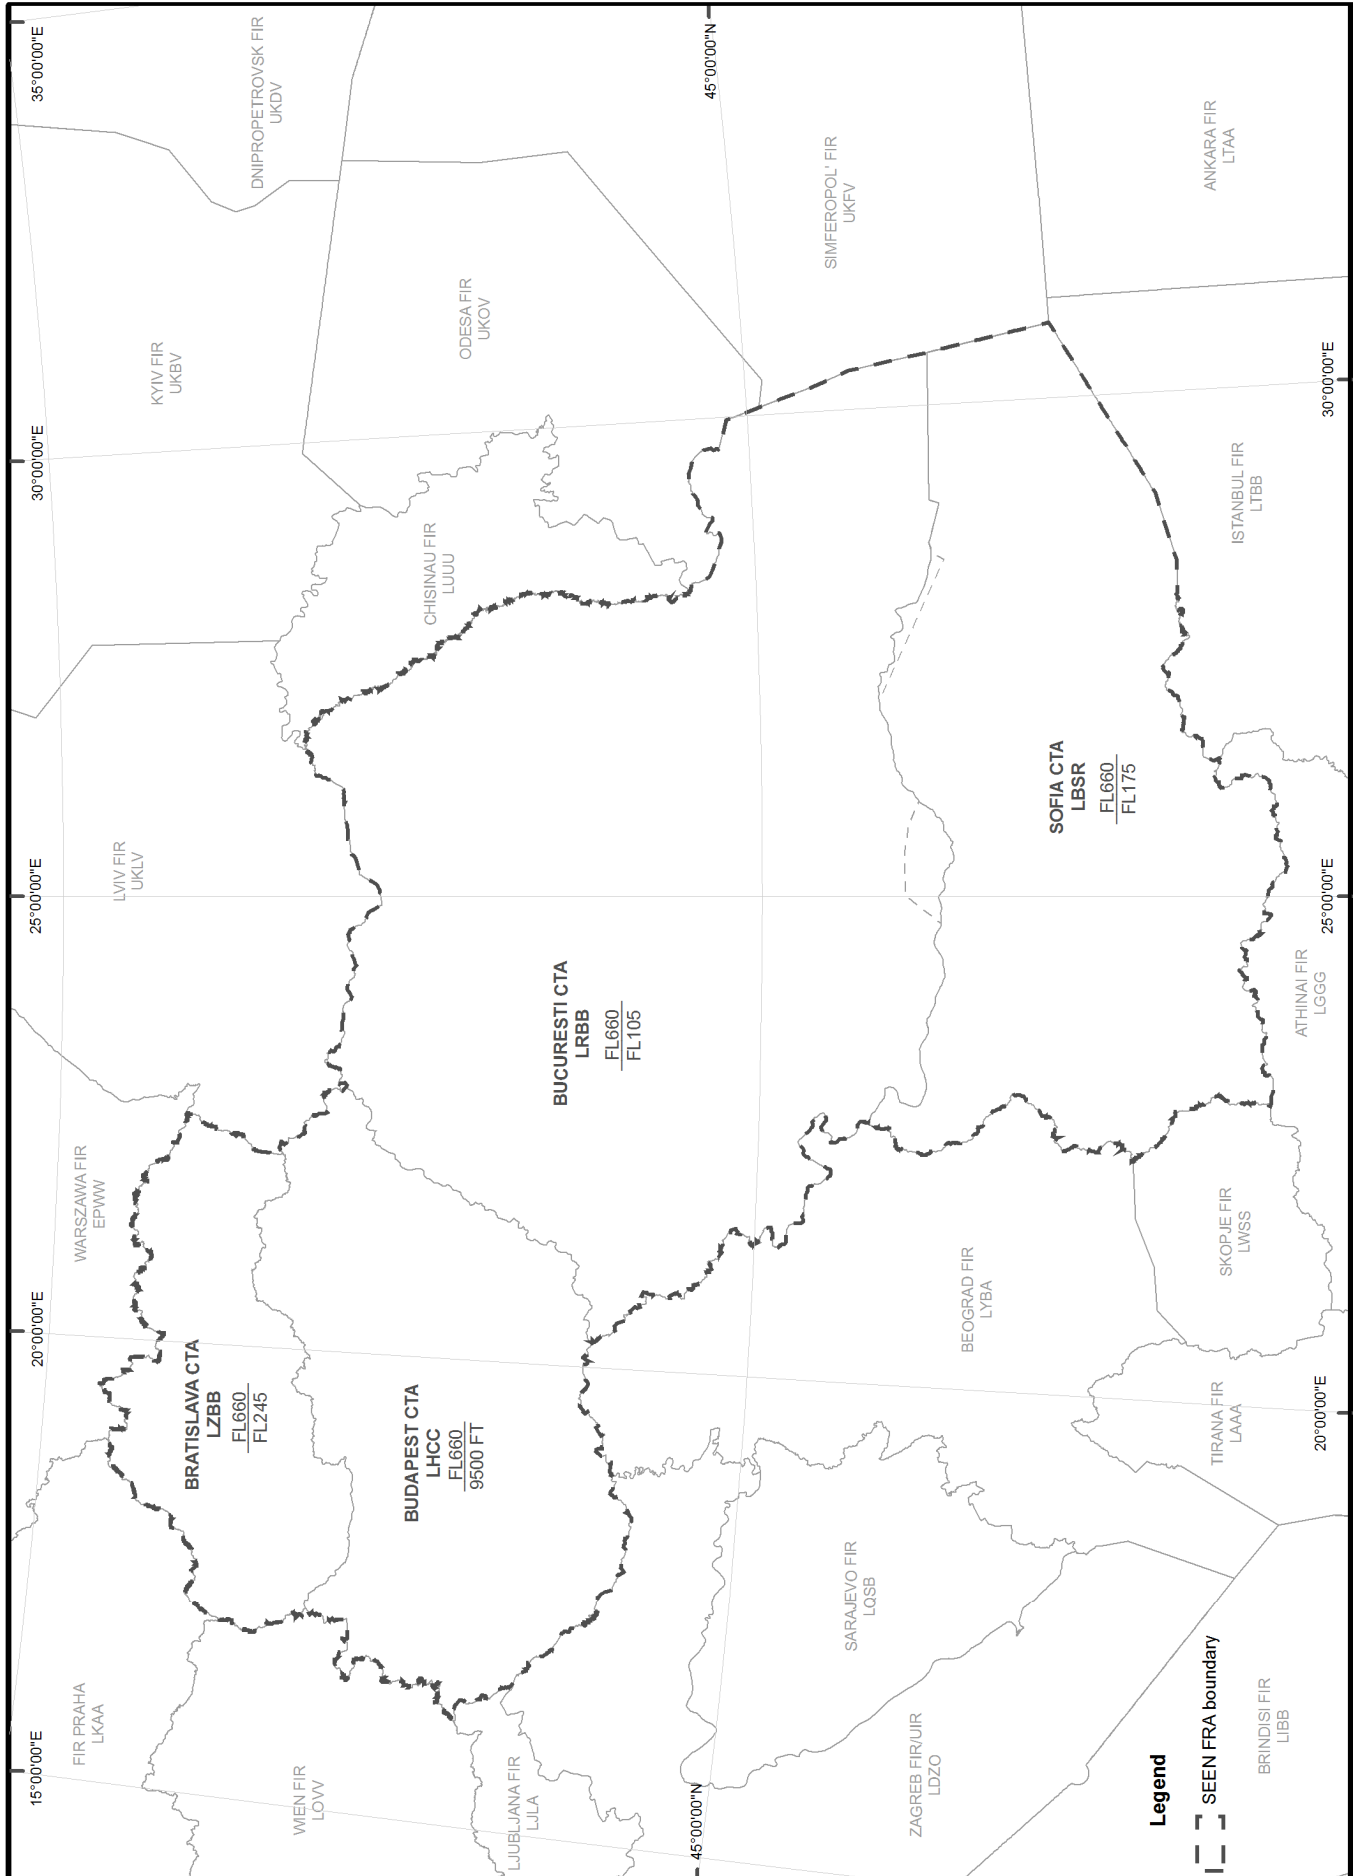 15°00'00"E
20°00'00"E
25°00'00"E
30°00'00"E
35°00'00"E
FIR PRAHA
LKAA
WARSZAWA FIR
EPWW
LVIV FIR
UKLV
KYIV FIR
UKBV
DNIPROPETROVSK FIR
UKDV
BRATISLAVA CTA
LZBB
FL660
FL245
WIEN FIR
LOVV
BUDAPEST CTA
LHCC
FL660
9500 FT
CHISINAU FIR
LUUU
ODESA FIR
UKOV
LJUBLJANA FIR
LJLA
BUCURESTI CTA
LRBB
FL660
FL105
45°00'00"N
45°00'00"N
SARAJEVO FIR
LQSB
SIMFEROPOL' FIR
UKFV
ZAGREB FIR/UIR
LDZO
BEOGRAD FIR
LYBA
SOFIA CTA
LBSR
FL660
FL175
TIRANA FIR
LAAA
SKOPJE FIR
LWSS
ISTANBUL FIR
LTBB
ANKARA FIR
LTAA
BRINDISI FIR
LIBB
ATHINAI FIR
LGGG
Legend
SEEN FRA boundary
20°00'00"E
25°00'00"E
30°00'00"E